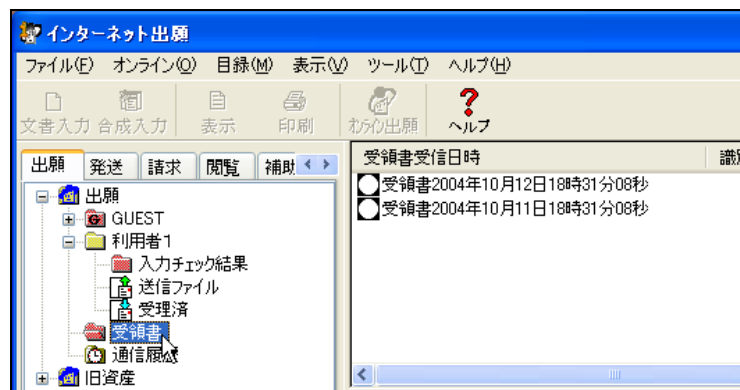 インターネット出願
ファイル(F) オンライン(O) 目録(M) 表示(V) ツール(T) ヘルプ(H)
文書入力 合成入力 表示 印刷 オンライン出願 ヘルプ
出願 発送 請求 閲覧 補助
受領書受信日時
受領書2004年10月12日18時31分08秒
受領書2004年10月11日18時31分08秒
出願
GUEST
利用者1
入力チェック結果
送信ファイル
受理済
受領書
通信履歴
旧資産